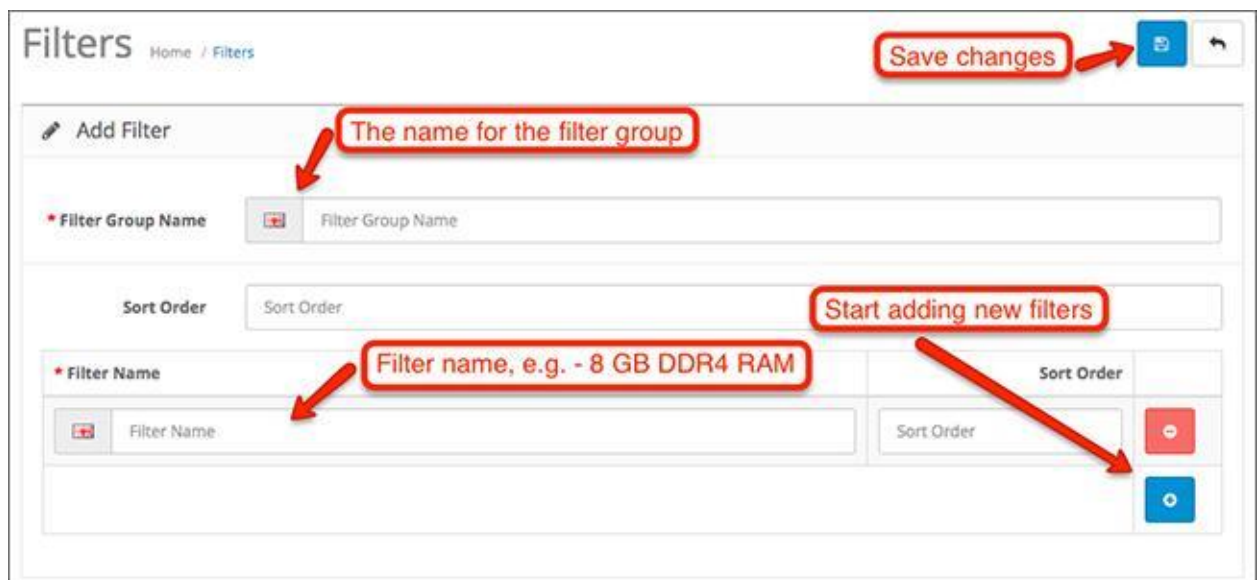 Filters Home / Filters
Save changes
Add Filter
The name for the filter group
* Filter Group Name Filter Group Name
Sort Order Sort Order
Start adding new filters
Filter name, e.g. - 8 GB DDR4 RAM
* Filter Name Sort Order
Filter Name Sort Order